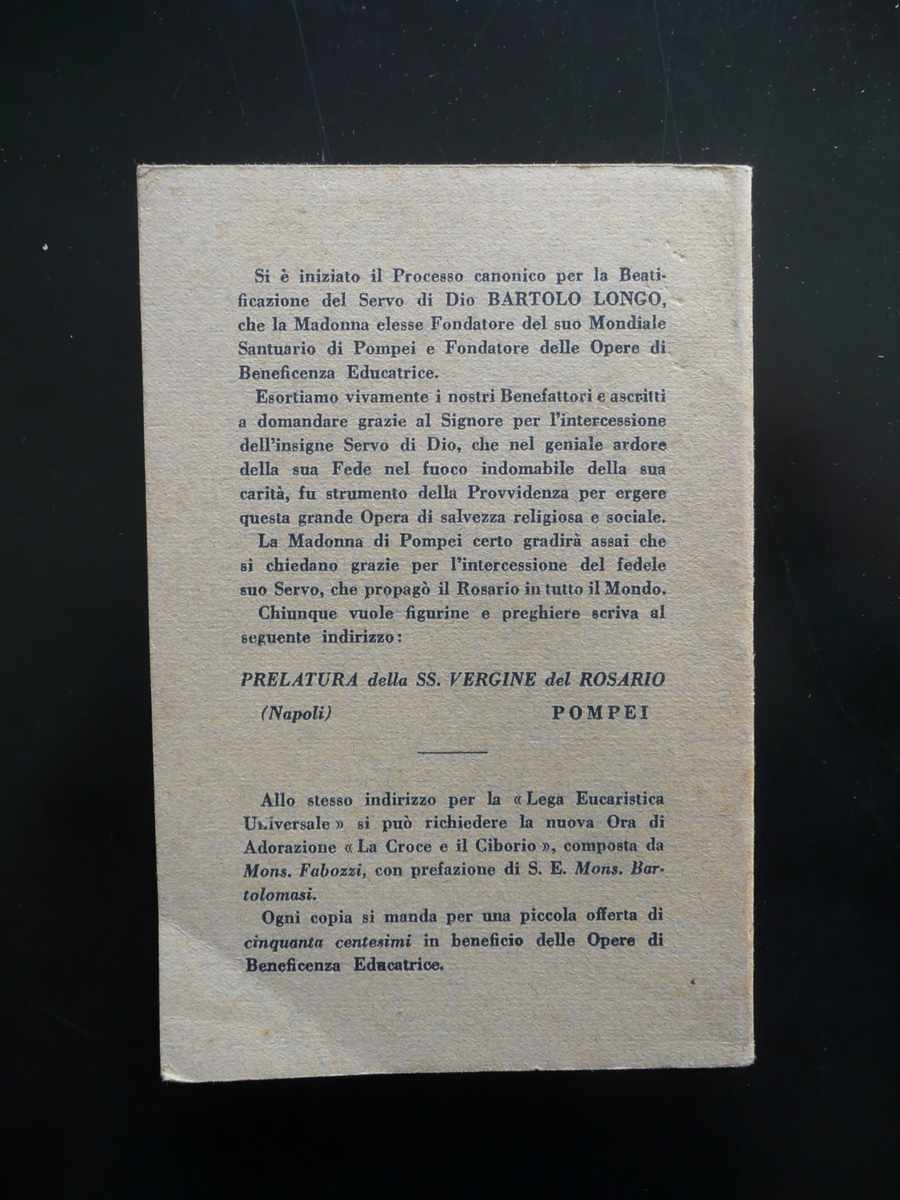 Si è iniziato il Processo canonico per la Beati-
ficazione del Servo di Dio BARTOLO LONGO,
che la Madonna elesse Fondatore del suo Mondiale
Santuario di Pompei e Fondatore delle Opere di
Beneficenza Educatrice.
Esortiamo vivamente i nostri Benefattori e ascritti
a domandare grazie al Signore per l'intercessione
dell'insigne Servo di Dio, che nel geniale ardore
della sua Fede nel fuoco indomabile della sua
carità, fu strumento della Provvidenza per ergere
questa grande Opera di salvezza religiosa e sociale.
La Madonna di Pompei certo gradirà assai che
si chiedano grazie per l'intercessione del fedele
suo Servo, che propagò il Rosario in tutto il Mondo.
Chiunque vuole figurine e preghiere scriva al
seguente indirizzo:
PRELATURA della SS. VERGINE del ROSARIO
(Napoli) POMPEI
Allo stesso indirizzo per la « Lega Eucaristica
Universale » si può richiedere la nuova Ora di
Adorazione « La Croce e il Ciborio », composta da
Mons. Fabozzi, con prefazione di S. E. Mons. Bar-
tolomasi.
Ogni copia si manda per una piccola offerta di
cinquanta centesimi in beneficio delle Opere di
Beneficenza Educatrice.